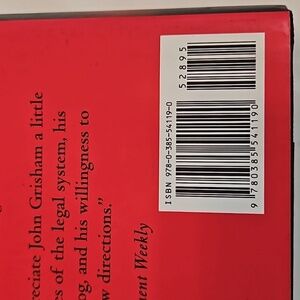 reciate John Grisham a little
es of the legal system, his
og, and his willingness to
w directions."
ment Weekly
52895
ISBN 978-0-385-54119-0
9 780385 541190